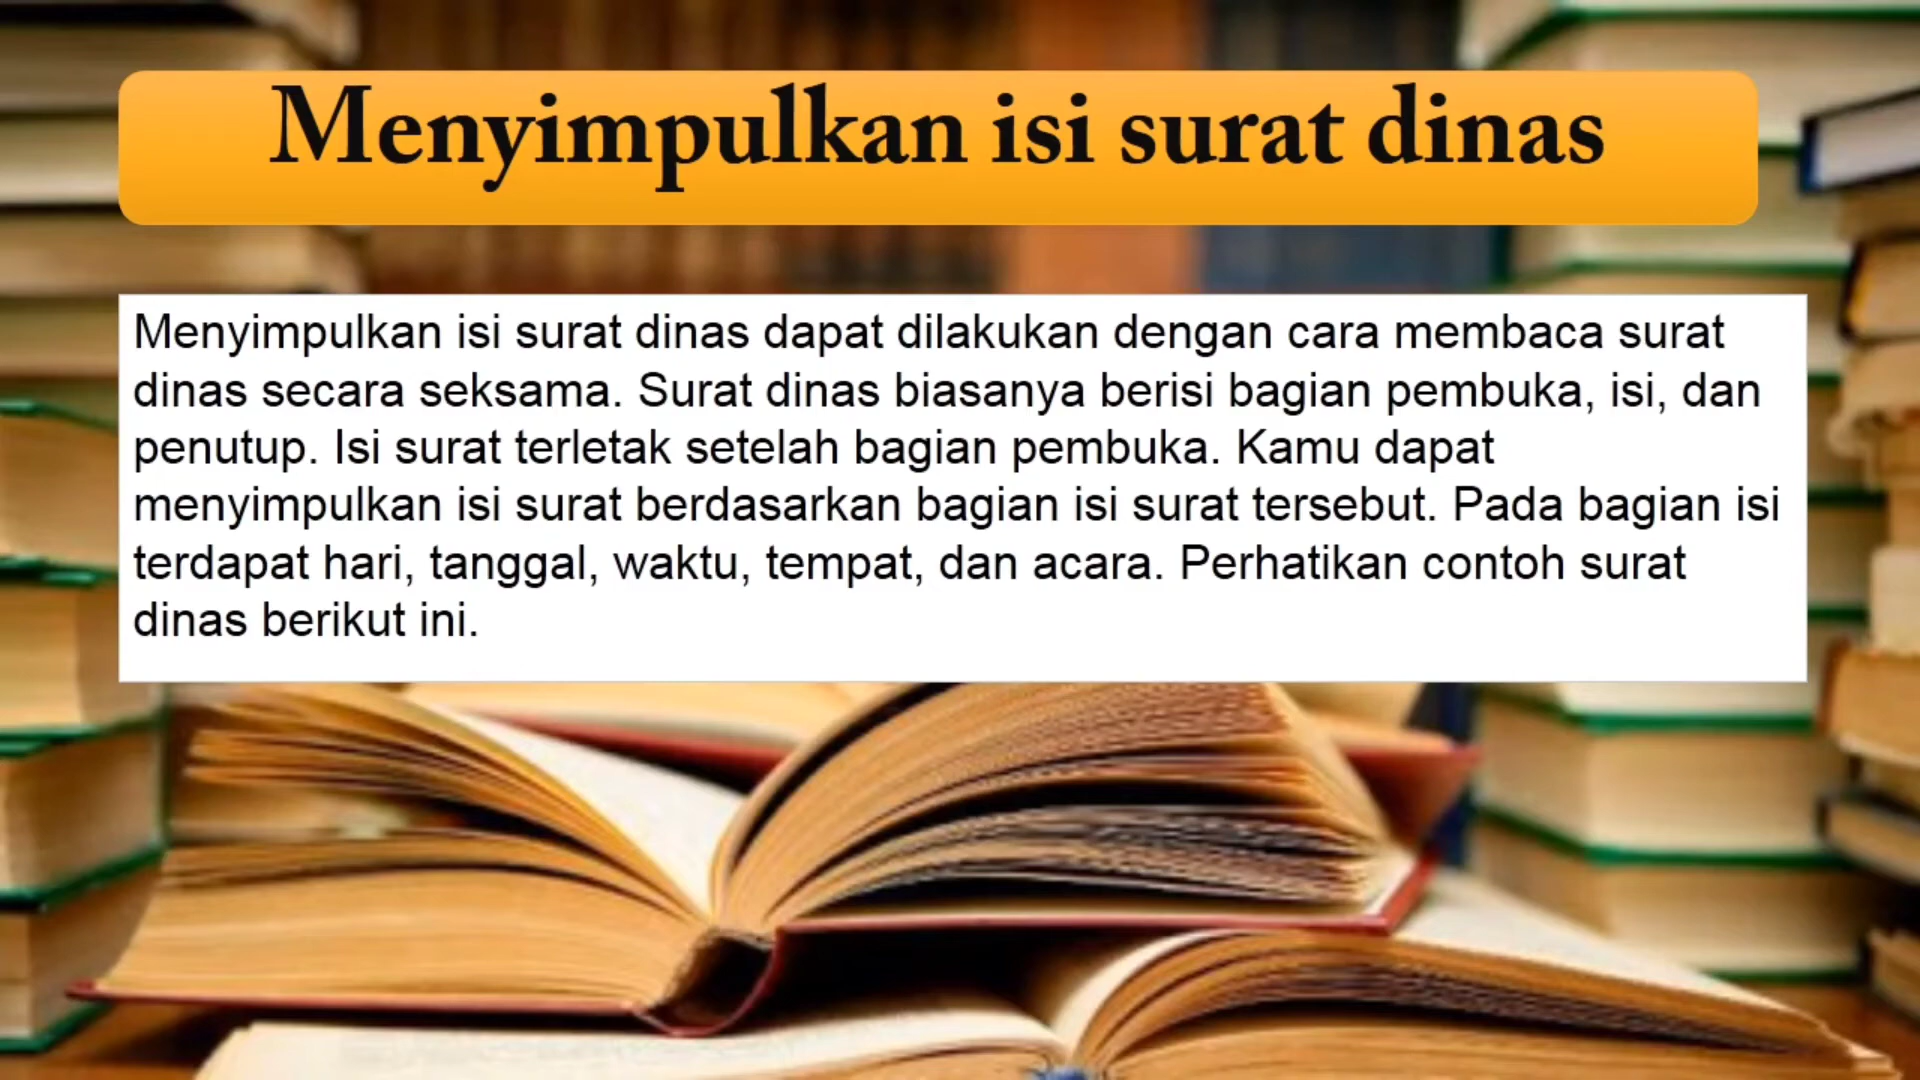 Menyimpulkan isi surat dinas
Menyimpulkan isi surat dinas dapat dilakukan dengan cara membaca surat
dinas secara seksama. Surat dinas biasanya berisi bagian pembuka, isi, dan
penutup. Isi surat terletak setelah bagian pembuka. Kamu dapat
menyimpulkan isi surat berdasarkan bagian isi surat tersebut. Pada bagian isi
terdapat hari, tanggal, waktu, tempat, dan acara. Perhatikan contoh surat
dinas berikut ini.